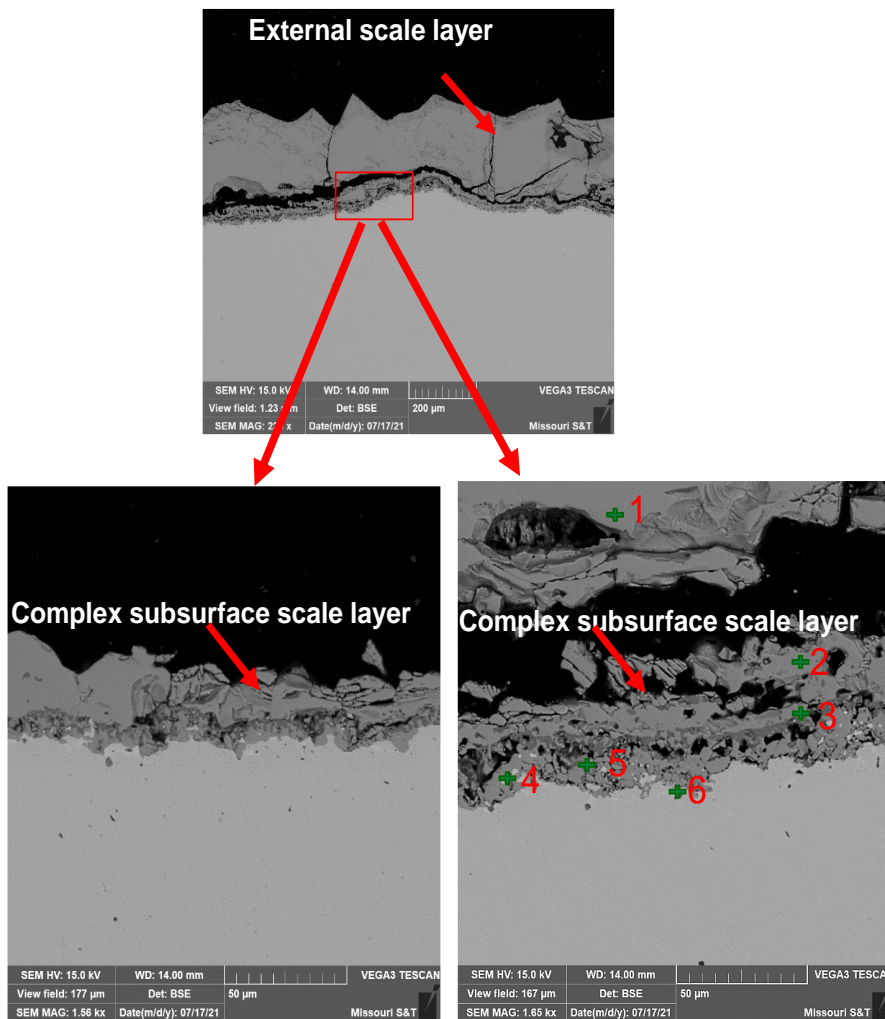 External scale layer
SEM HV: 15.0 kV WD: 14.00 mm VEGA3 TESCAN
View field: 1.23 mm Det: BSE 200 µm
SEM MAG: x Date(m/d/y): 07/17/21 Missouri S&T
Complex subsurface scale layer
SEM HV: 15.0 kV WD: 14.00 mm VEGA3 TESCAN
View field: 177 µm Det: BSE 50 µm
SEM MAG: 1.56 kx Date(m/d/y): 07/17/21 Missouri S&T
1
Complex subsurface scale layer
2
3
4
5
6
SEM HV: 15.0 kV WD: 14.00 mm VEGA3 TESCAN
View field: 167 µm Det: BSE 50 µm
SEM MAG: 1.65 kx Date(m/d/y): 07/17/21 Missouri S&T